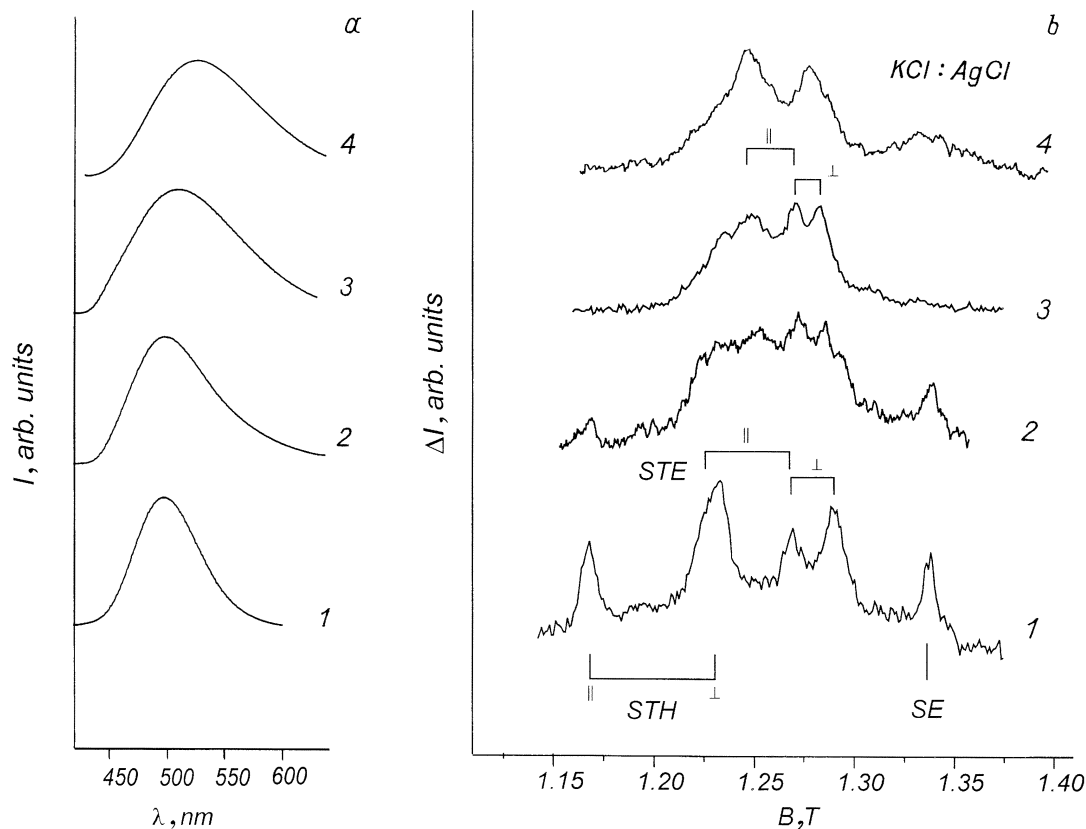 a
4
3
2
1
I, arb. units
450 500 550 600
λ, nm
b
KCl : AgCl
4
|| ⊥
3
2
STE || ⊥
1
|| STH ⊥ SE
ΔI, arb. units
1.15 1.20 1.25 1.30 1.35 1.40
B,T